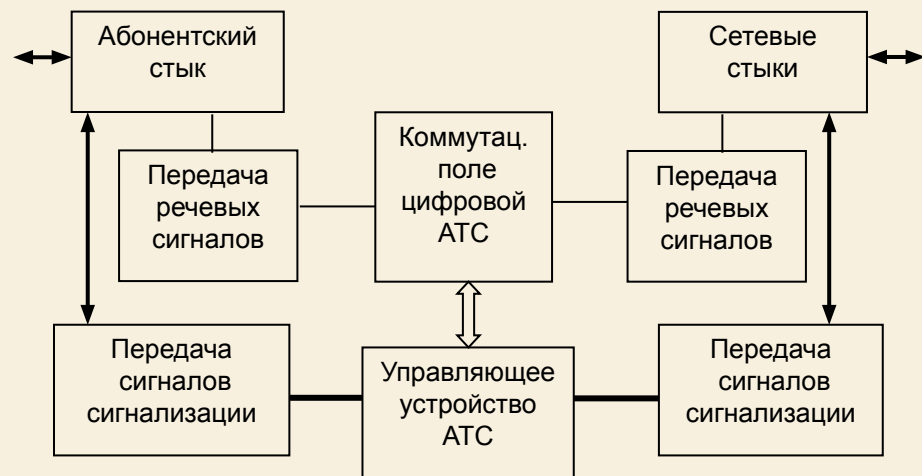 Абонентский
стык
Сетевые
стыки
Передача
речевых
сигналов
Коммутац.
поле
цифровой
АТС
Передача
речевых
сигналов
Передача
сигналов
сигнализации
Управляющее
устройство
АТС
Передача
сигналов
сигнализации